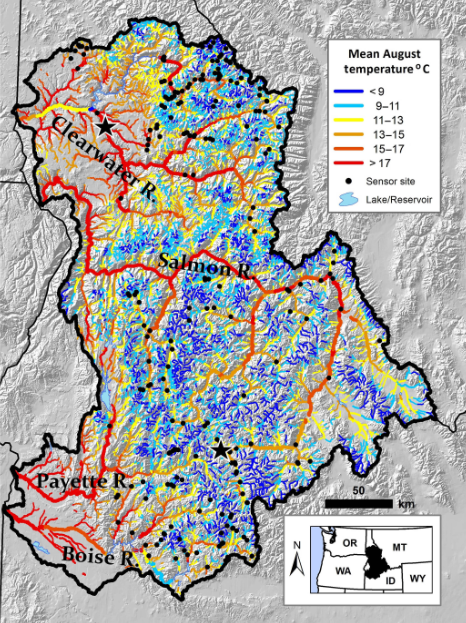 Mean August
temperature ° C
< 9
9–11
11–13
13–15
15–17
> 17
Sensor site
Lake/Reservoir
Clearwater R.
Salmon R.
Payette R.
Boise R.
50
km
N
OR
MT
WA
ID
WY